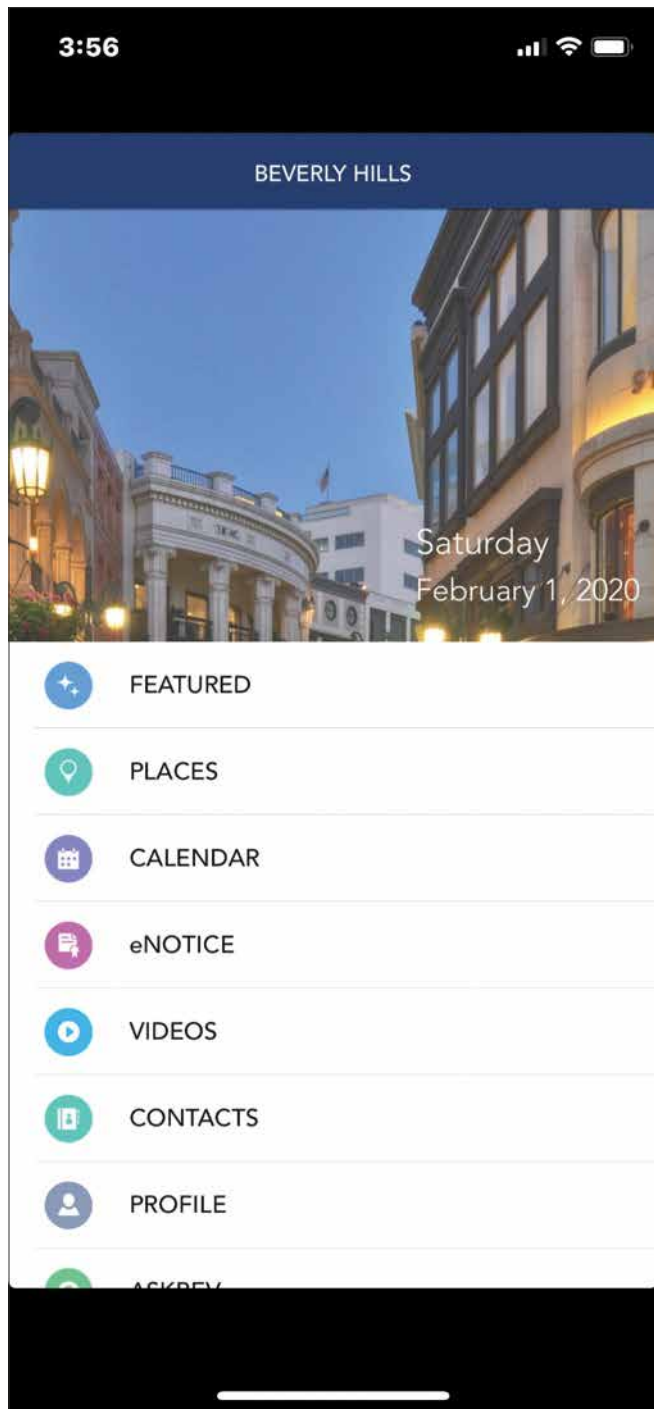 3:56
BEVERLY HILLS
Saturday
February 1, 2020
FEATURED
PLACES
CALENDAR
eNOTICE
VIDEOS
CONTACTS
PROFILE